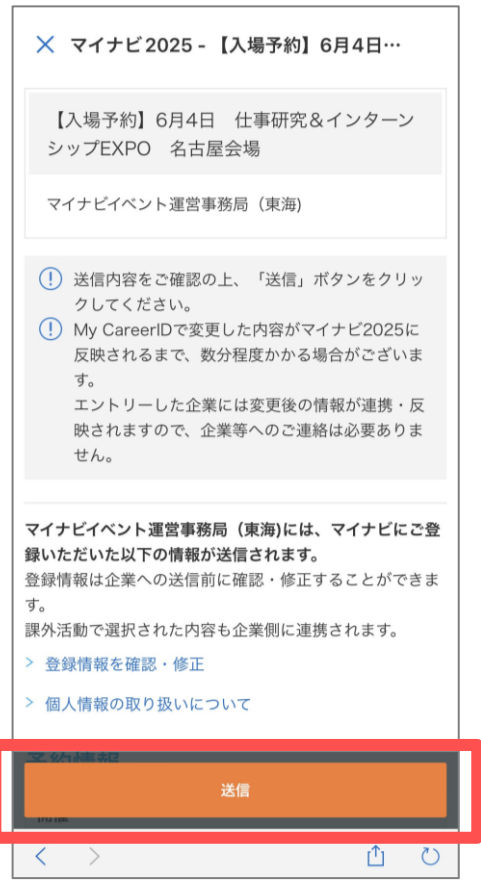 マイナビ2025 - 【入場予約】6月4日…
【入場予約】6月4日　仕事研究&インターン
シップEXPO　名古屋会場
マイナビイベント運営事務局（東海)
送信内容をご確認の上、「送信」ボタンをクリッ
クしてください。
My CareerIDで変更した内容がマイナビ2025に
反映されるまで、数分程度かかる場合がございま
す。
エントリーした企業には変更後の情報が連携・反
映されますので、企業等へのご連絡は必要ありま
せん。
マイナビイベント運営事務局（東海)には、マイナビにご登
録いただいた以下の情報が送信されます。
登録情報は企業への送信前に確認・修正することができま
す。
課外活動で選択された内容も企業側に連携されます。
登録情報を確認・修正
個人情報の取り扱いについて
予約情報
送信
開催